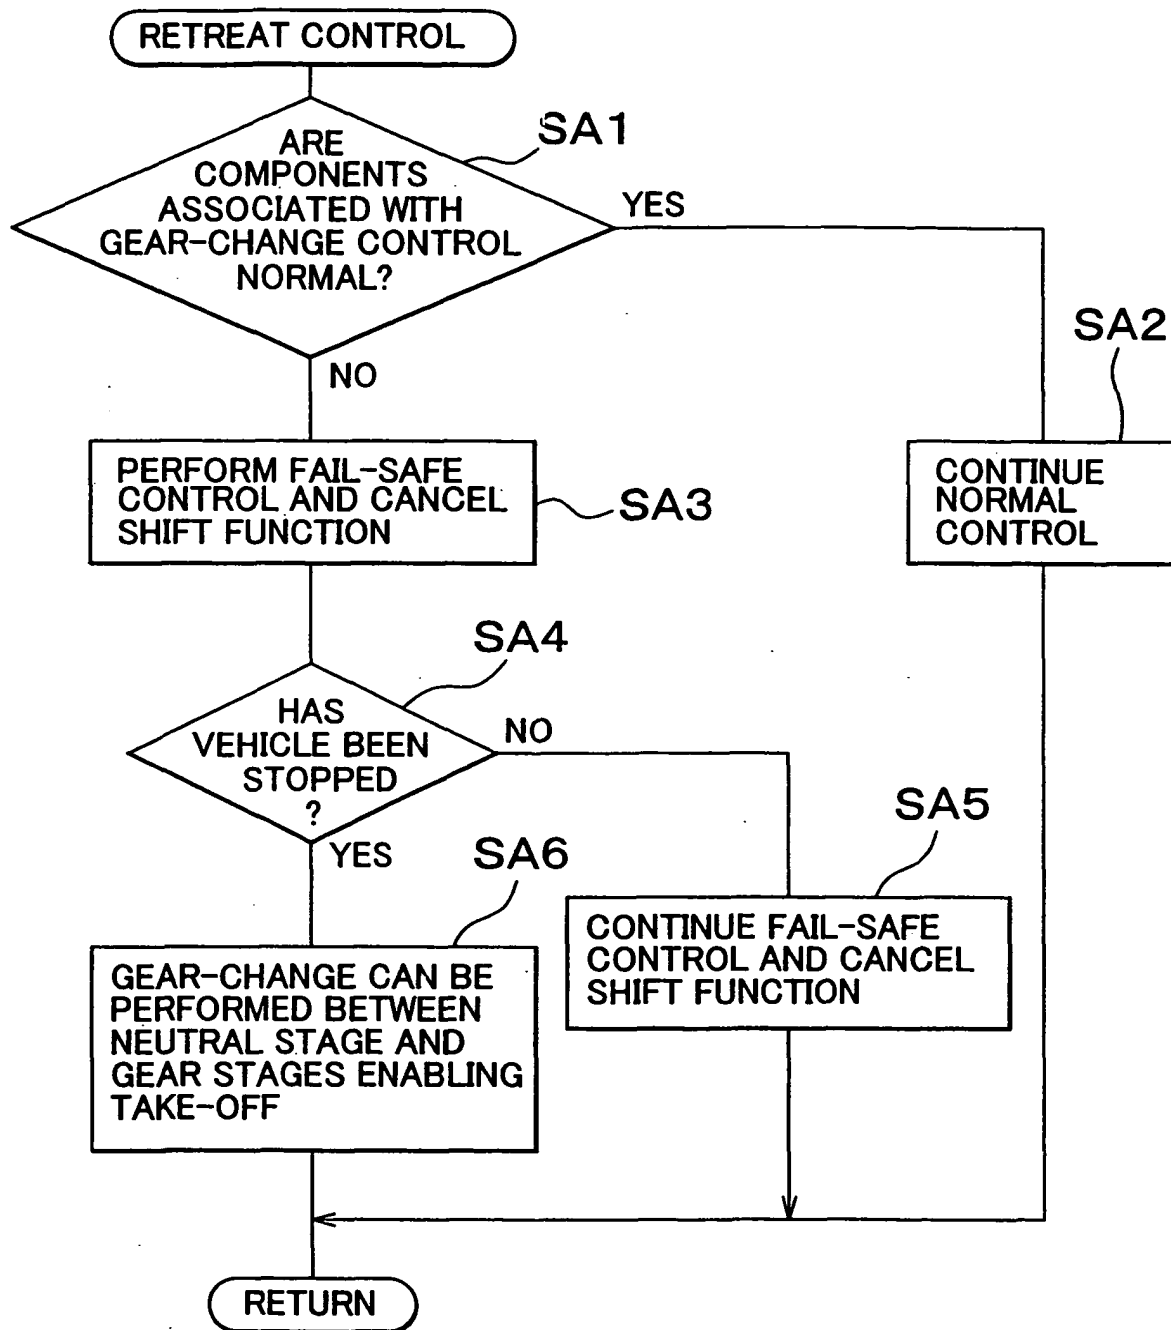 RETREAT CONTROL
SA1
ARE
COMPONENTS
ASSOCIATED WITH
GEAR-CHANGE CONTROL
NORMAL?
YES
NO
SA2
CONTINUE
NORMAL
CONTROL
PERFORM FAIL-SAFE
CONTROL AND CANCEL
SHIFT FUNCTION
SA3
SA4
HAS
VEHICLE BEEN
STOPPED
?
NO
YES
SA5
CONTINUE FAIL-SAFE
CONTROL AND CANCEL
SHIFT FUNCTION
SA6
GEAR-CHANGE CAN BE
PERFORMED BETWEEN
NEUTRAL STAGE AND
GEAR STAGES ENABLING
TAKE-OFF
RETURN